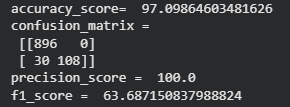 accuracy_score=  97.09864603481626
confusion_matrix =
[[896   0]
[ 30 108]]
precision_score =  100.0
f1_score =  63.687150837988824